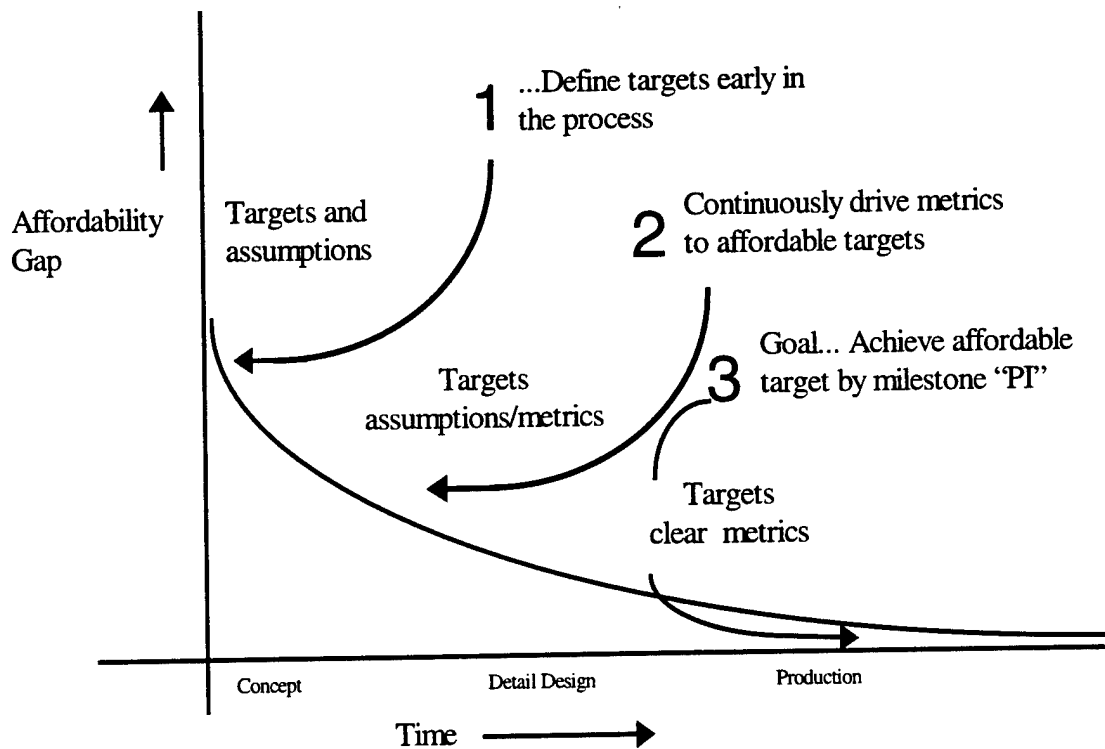 1 ...Define targets early in
the process
Affordability
Gap
Targets and
assumptions
2 Continuously drive metrics
to affordable targets
3 Goal... Achieve affordable
target by milestone “PI”
Targets
assumptions/metrics
Targets
clear metrics
Concept Detail Design Production
Time